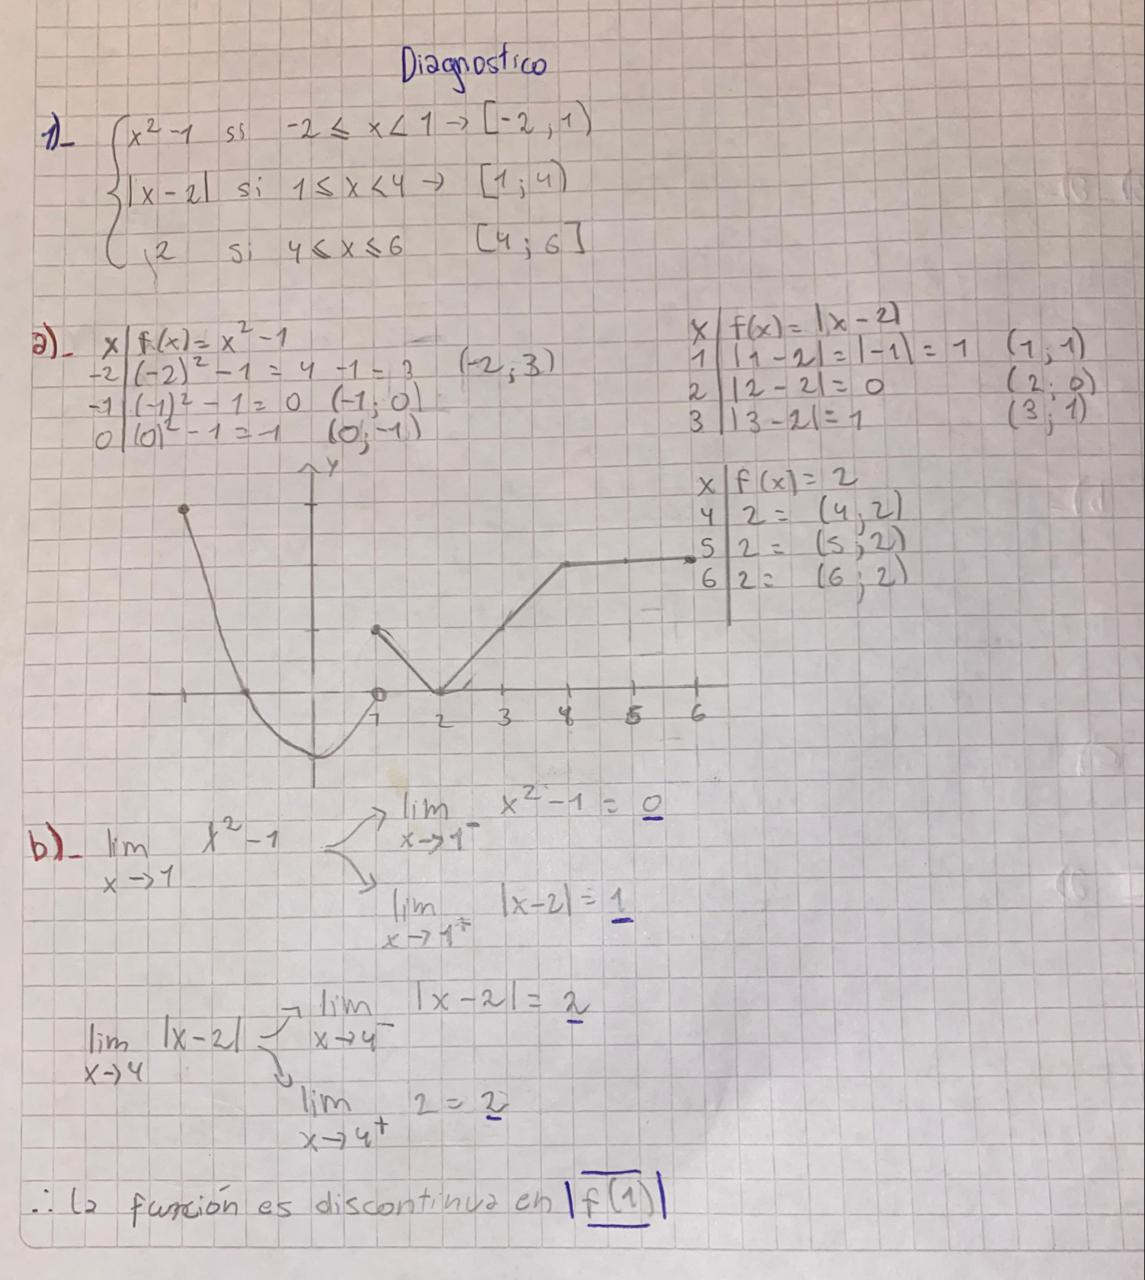 Diagnostico
1)- { x² - 1 si -2 ≤ x < 1 → [-2 , 1)
|x - 2| si 1 ≤ x < 4 → [1 ; 4)
2 si 4 ≤ x ≤ 6 [4 ; 6]
a)- x | f(x) = x² - 1
-2 | (-2)² - 1 = 4 - 1 = 3 (-2 ; 3)
-1 | (-1)² - 1 = 0 (-1 ; 0)
0 | (0)² - 1 = -1 (0 ; -1)
x | f(x) = |x - 2|
1 | |1 - 2| = |-1| = 1 (1 ; 1)
2 | |2 - 2| = 0 (2 ; 0)
3 | |3 - 2| = 1 (3 ; 1)
x | f(x) = 2
4 | 2 = (4 ; 2)
5 | 2 = (5 ; 2)
6 | 2 = (6 ; 2)
y
1 2 3 4 5 6
b)- lim x→1 x² - 1
lim x→1⁻ x² - 1 = 0
lim x→1⁺ |x - 2| = 1
lim x→4 |x - 2|
lim x→4⁻ |x - 2| = 2
lim x→4⁺ 2 = 2
∴ la función es discontinua en f(1)